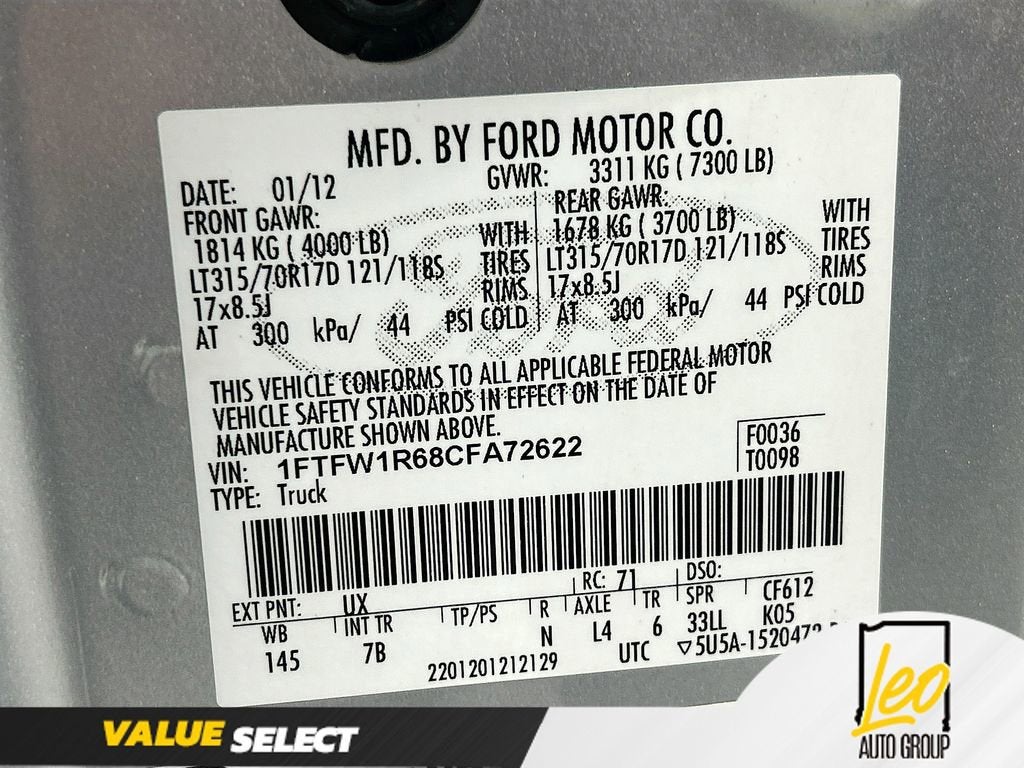 MFD. BY FORD MOTOR CO.
DATE: 01/12 GVWR: 3311 KG ( 7300 LB)
FRONT GAWR: REAR GAWR:
1814 KG ( 4000 LB) WITH 1678 KG ( 3700 LB) WITH
LT315/70R17D 121/118S TIRES LT315/70R17D 121/118S TIRES
17x8.5J RIMS 17x8.5J RIMS
AT 300 kPa/ 44 PSI COLD AT 300 kPa/ 44 PSI COLD
THIS VEHICLE CONFORMS TO ALL APPLICABLE FEDERAL MOTOR
VEHICLE SAFETY STANDARDS IN EFFECT ON THE DATE OF
MANUFACTURE SHOWN ABOVE.
VIN: 1FTFW1R68CFA72622 F0036
TYPE: Truck T0098
EXT PNT: UX RC: 71 DSO:
WB INT TR TP/PS R AXLE TR SPR CF612
145 7B N L4 6 33LL K05
2201201212129 UTC ▽5U5A-1520472
VALUE SELECT
Leo
AUTO GROUP